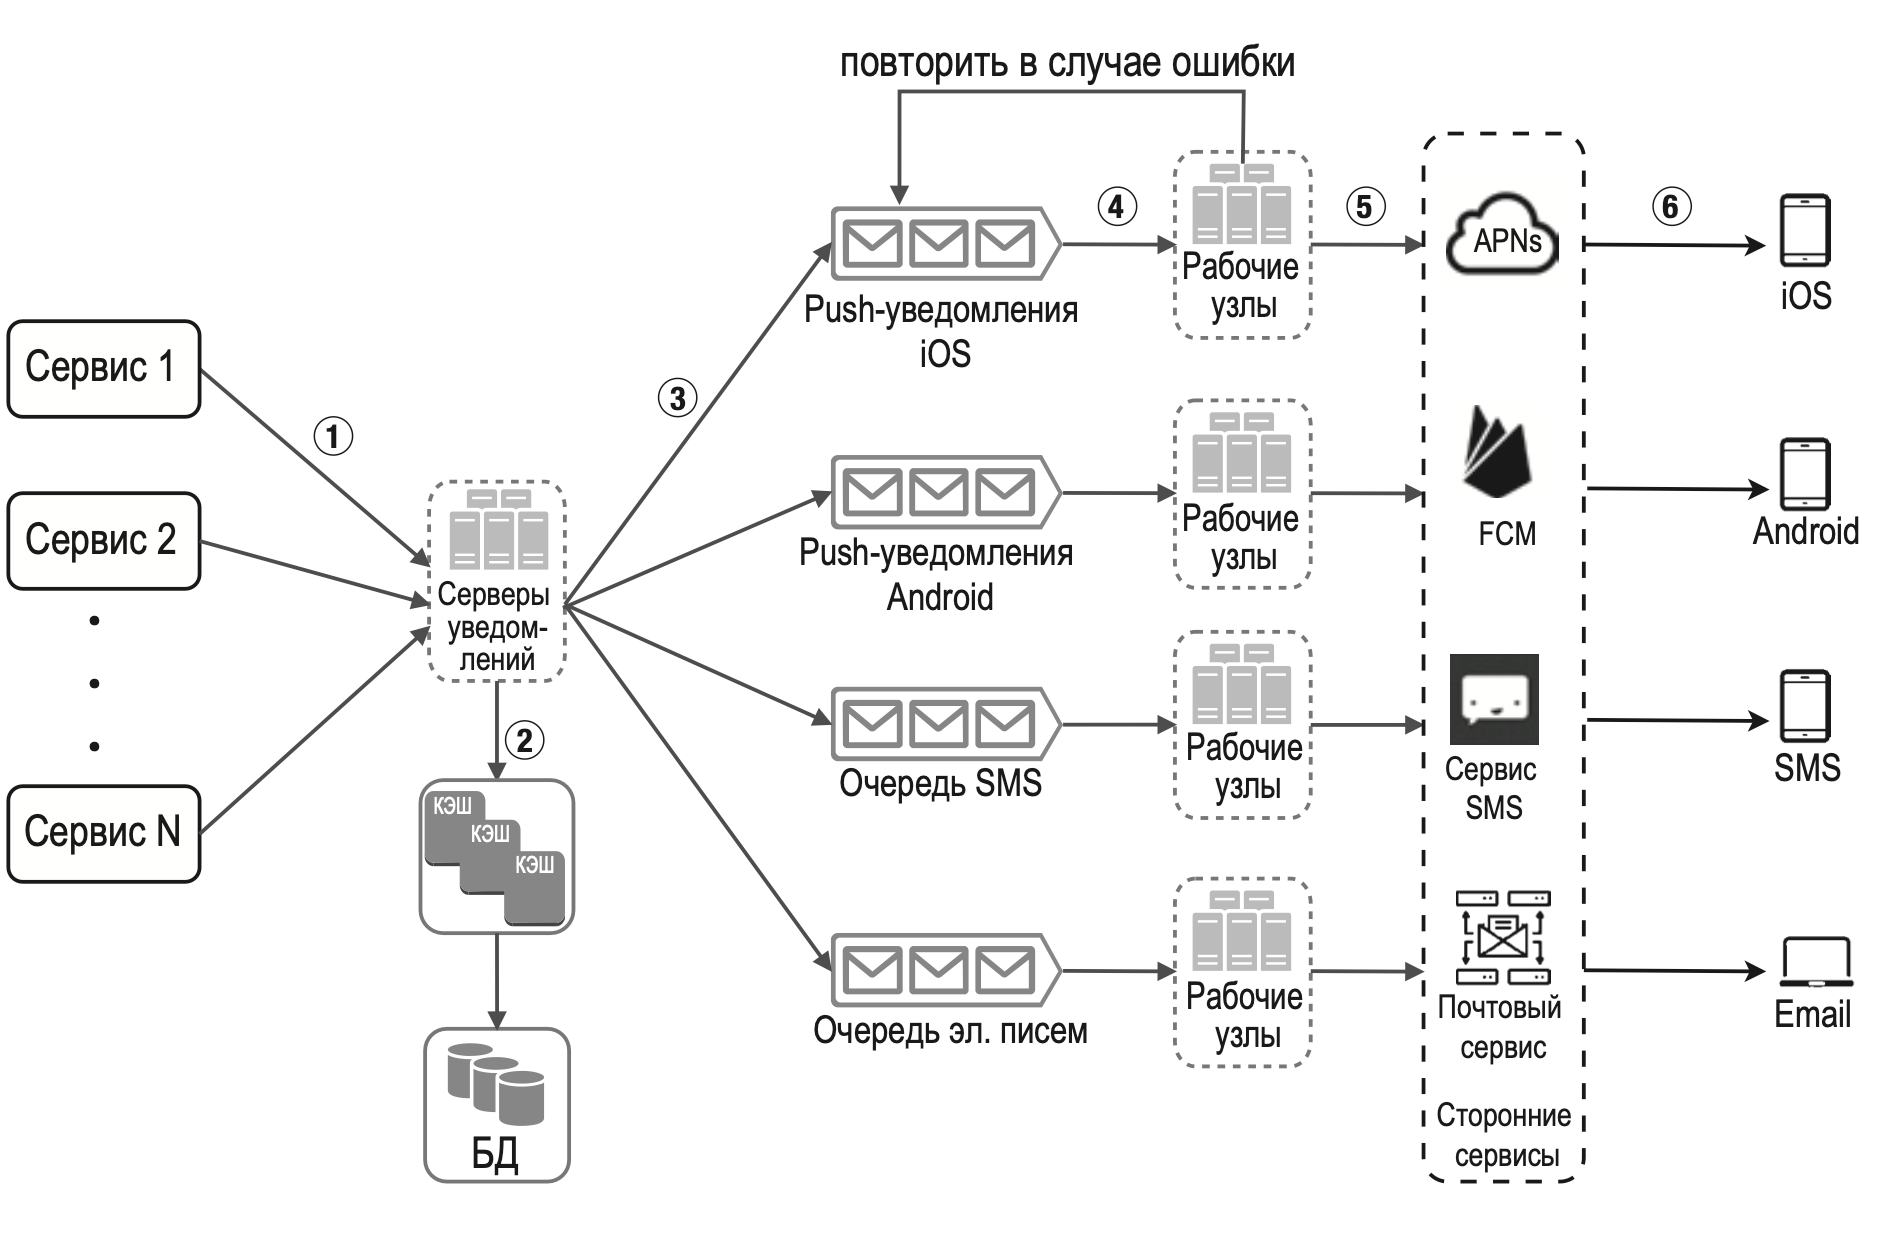 повторить в случае ошибки
4
5
6
APNs
Рабочие
узлы
iOS
Push-уведомления
iOS
Сервис 1
3
1
Сервис 2
Рабочие
узлы
FCM
Android
Push-уведомления
Android
Серверы
уведом-
лений
2
Сервис N
КЭШ
КЭШ
КЭШ
Очередь SMS
Рабочие
узлы
Сервис
SMS
SMS
Очередь эл. писем
Рабочие
узлы
Почтовый
сервис
Email
Сторонние
сервисы
БД